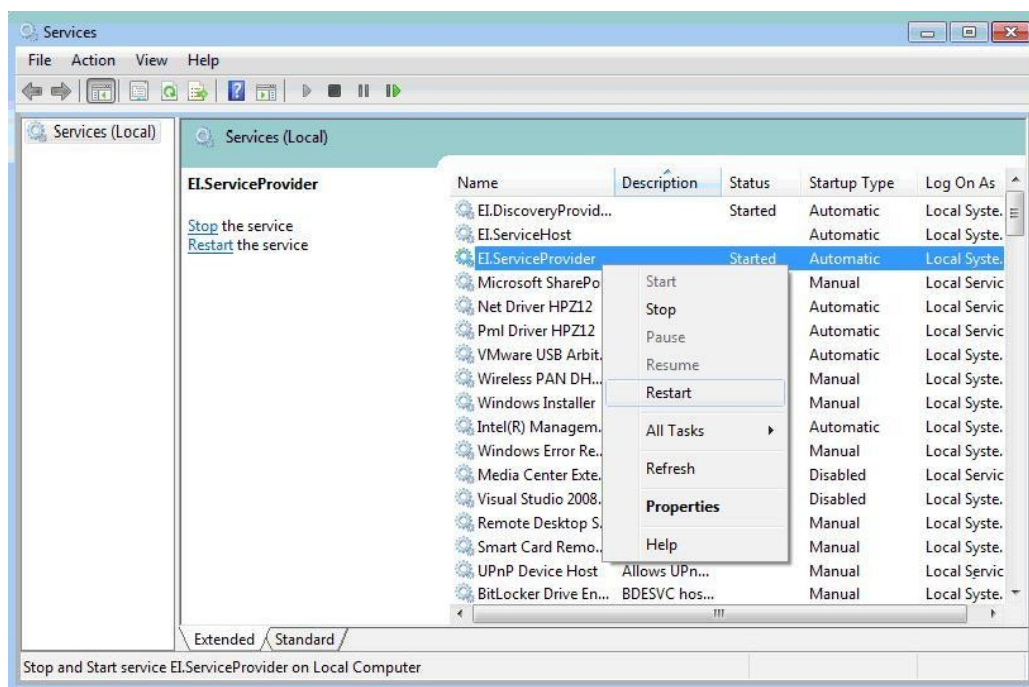 Services
File Action View Help
Services (Local)
Services (Local)
EI.ServiceProvider
Stop the service
Restart the service
Name Description Status Startup Type Log On As
EI.DiscoveryProvid... Started Automatic Local Syste.
EI.ServiceHost Automatic Local Syste.
EI.ServiceProvider Started Automatic Local Syste.
Microsoft SharePo Manual Local Servic
Net Driver HPZ12 Automatic Local Servic
Pml Driver HPZ12 Automatic Local Servic
VMware USB Arbit. Automatic Local Syste.
Wireless PAN DH... Manual Local Syste.
Windows Installer Manual Local Syste.
Intel(R) Managem. Automatic Local Syste.
Windows Error Re.. Manual Local Syste.
Media Center Exte. Disabled Local Servic
Visual Studio 2008. Disabled Local Syste.
Remote Desktop S. Manual Local Syste.
Smart Card Remo.. Manual Local Syste.
UPnP Device Host Allows UPn... Manual Local Servic
BitLocker Drive En... BDESVC hos... Manual Local Syste.
Start
Stop
Pause
Resume
Restart
All Tasks
Refresh
Properties
Help
Extended Standard
Stop and Start service EI.ServiceProvider on Local Computer